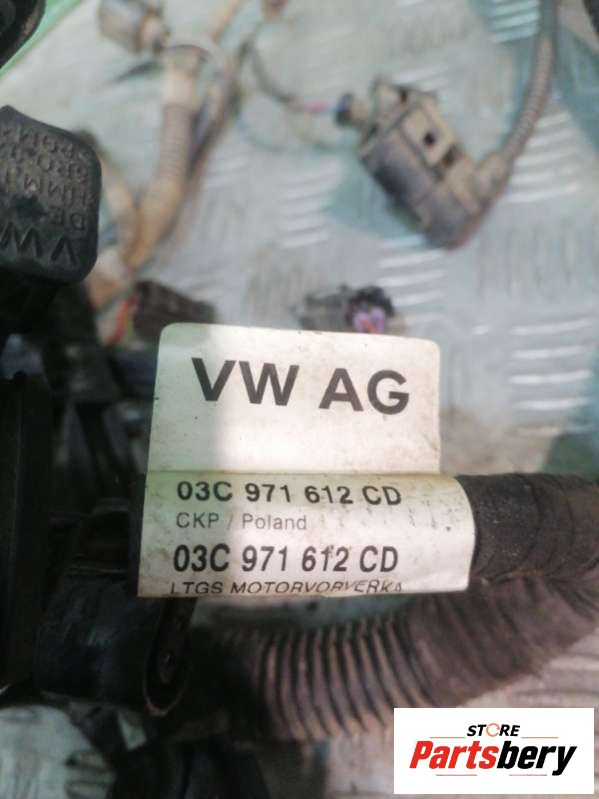 VW AG
03C 971 612 CD
CKP / Poland
03C 971 612 CD
LTGS MOTORVORVERKA
STORE
Partsbery